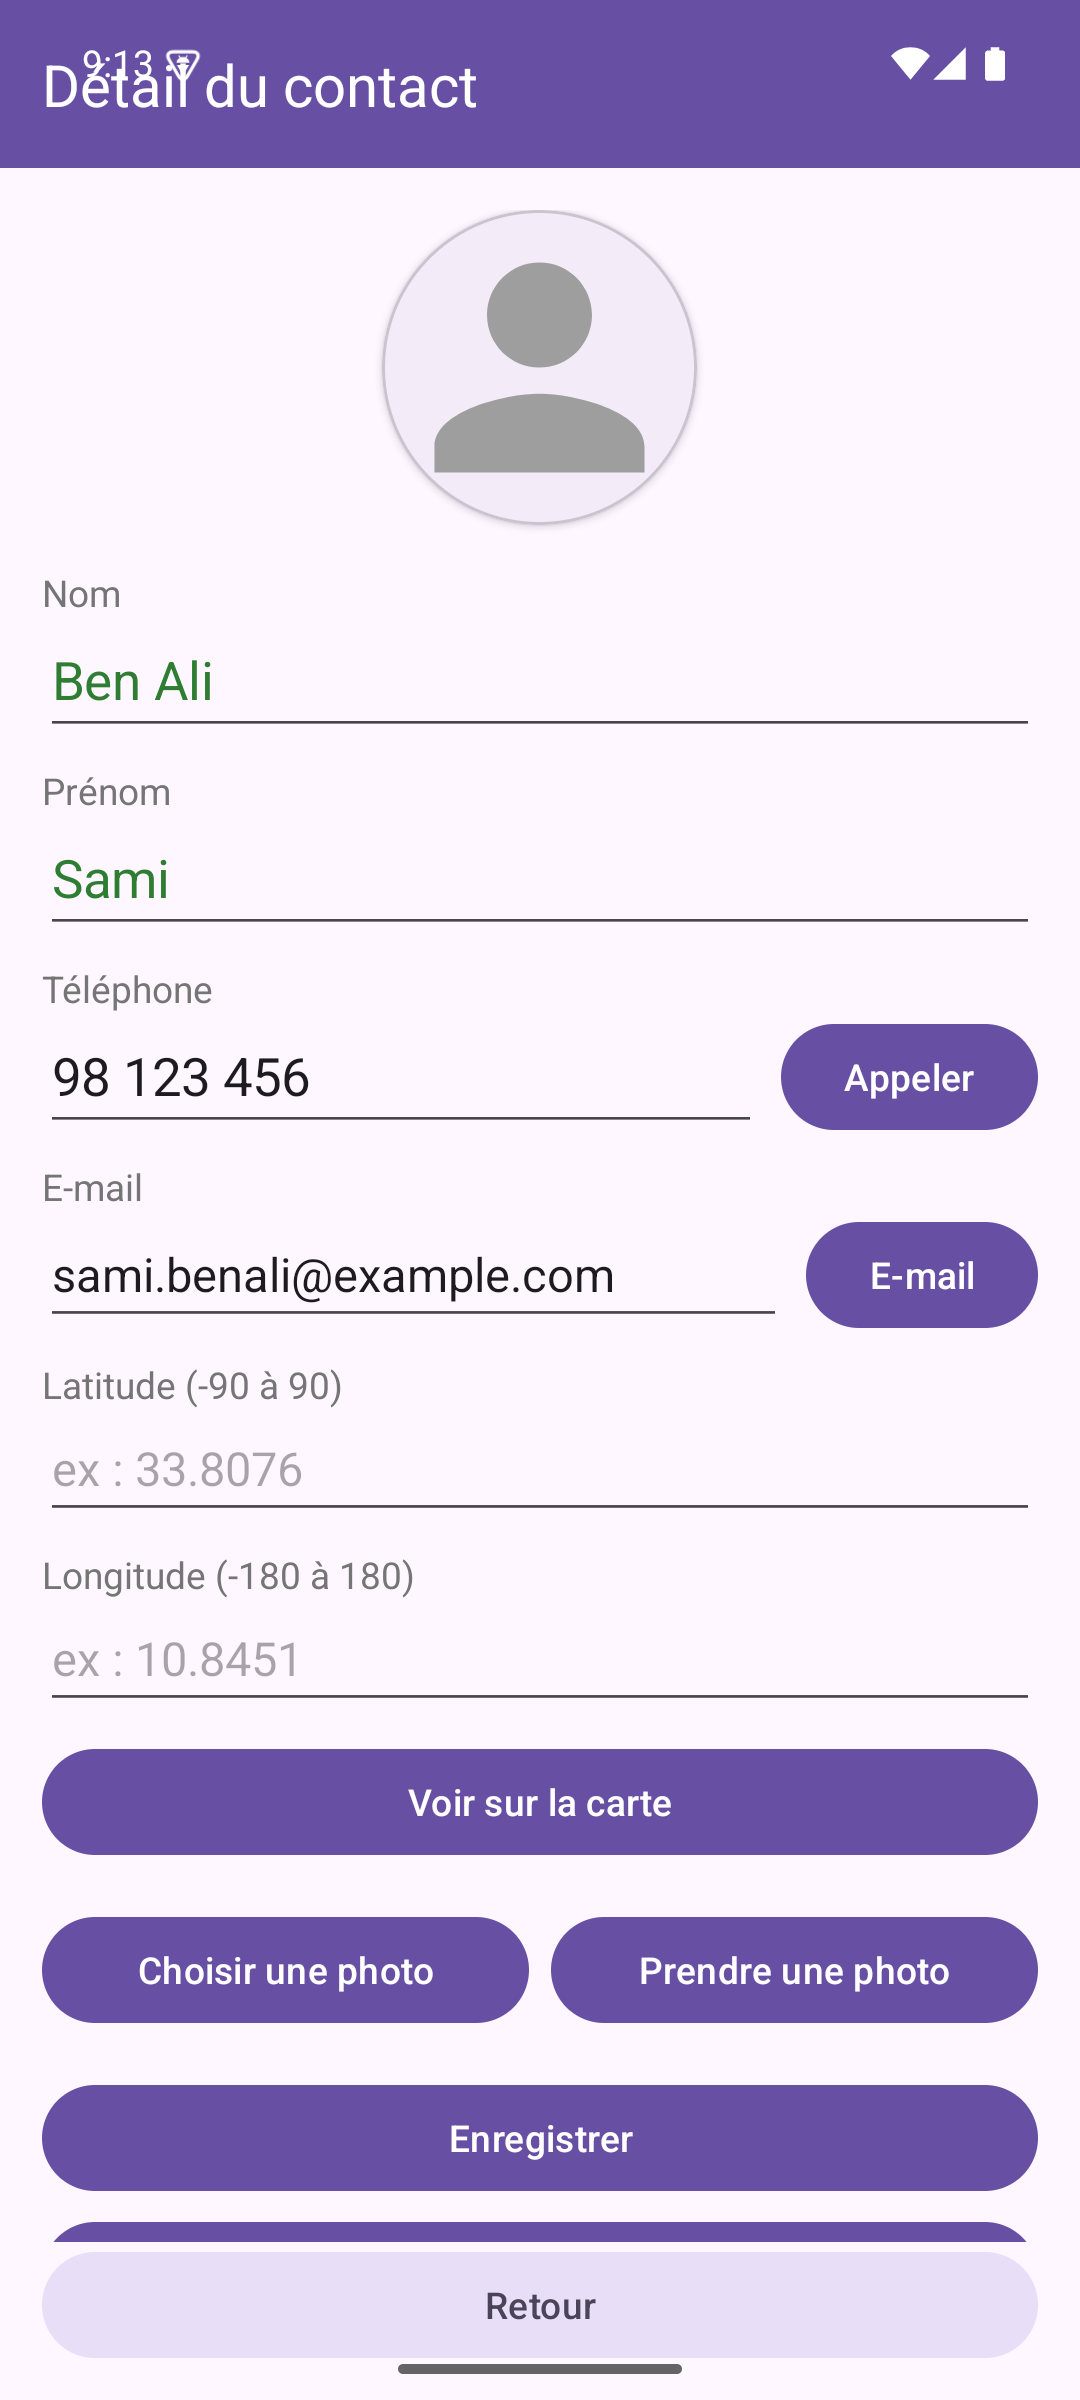 9:13
Détail du contact
Nom
Ben Ali
Prénom
Sami
Téléphone
98 123 456
Appeler
E-mail
sami.benali@example.com
E-mail
Latitude (-90 à 90)
ex : 33.8076
Longitude (-180 à 180)
ex : 10.8451
Voir sur la carte
Choisir une photo
Prendre une photo
Enregistrer
Retour